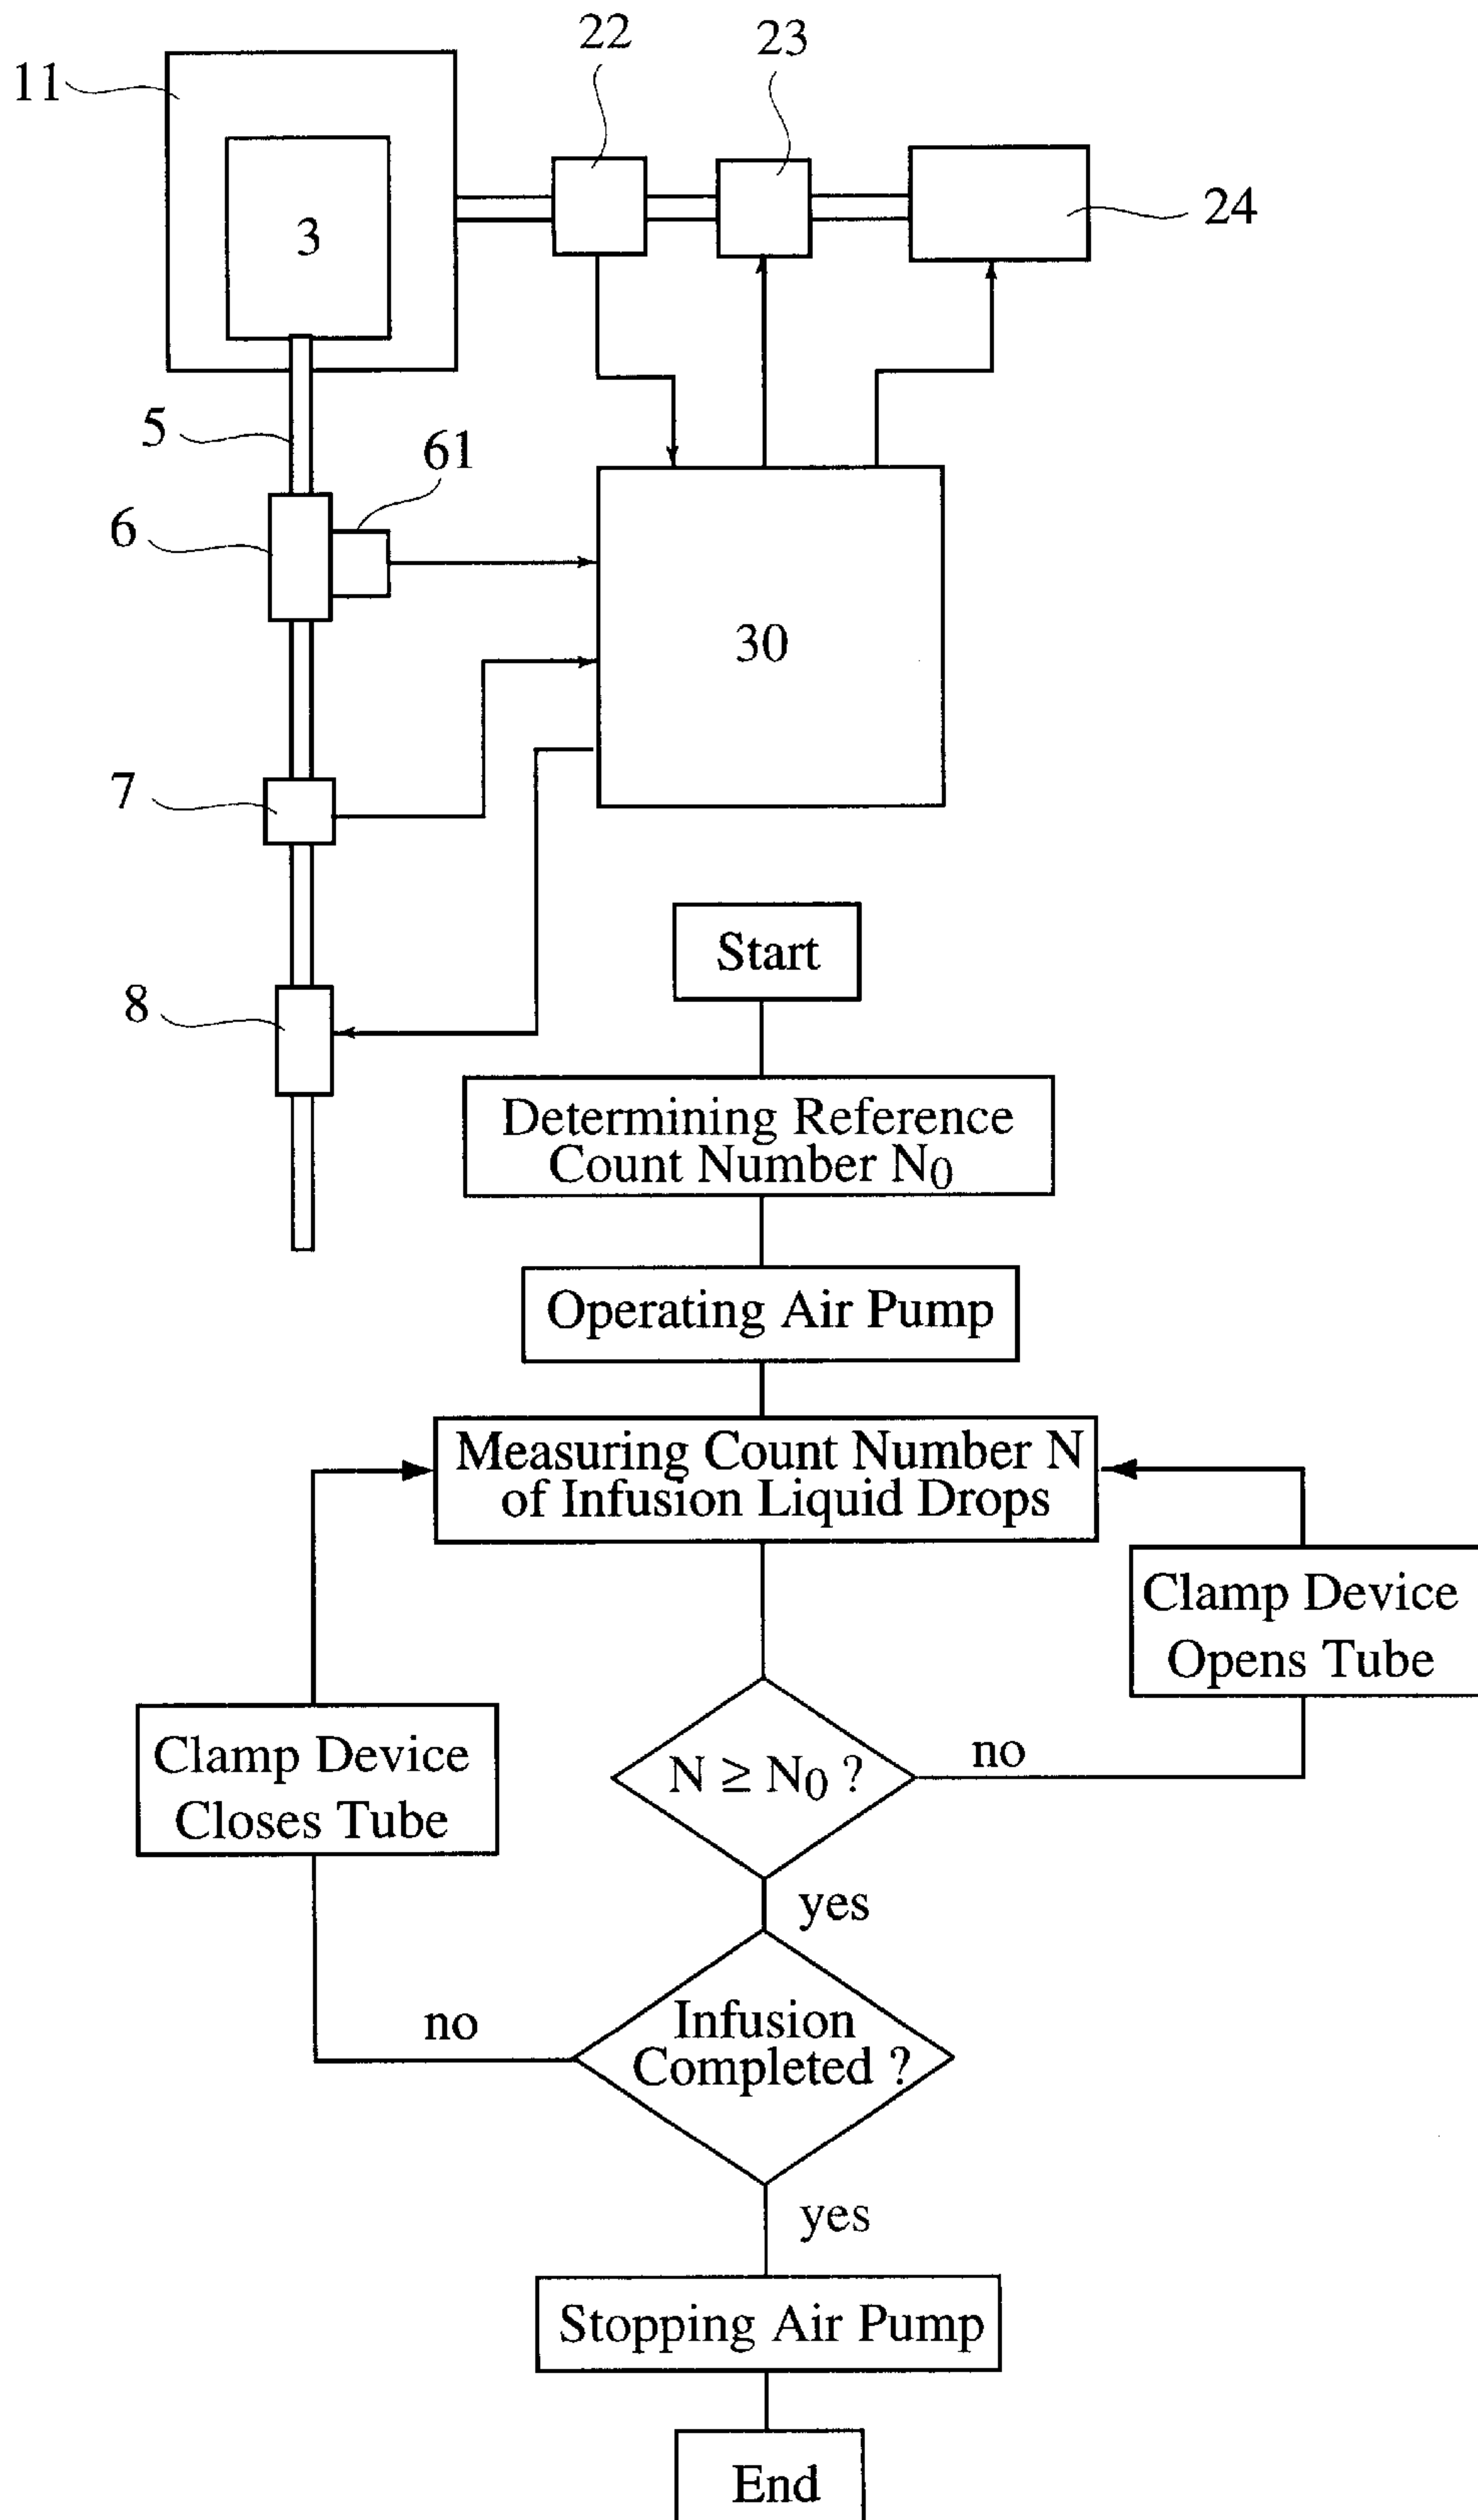 22
23
11
3
24
5
61
6
30
7
8
Start
Determining Reference
Count Number N0
Operating Air Pump
Measuring Count Number N
of Infusion Liquid Drops
Clamp Device
Opens Tube
Clamp Device
Closes Tube
N ≥ N0 ?
no
yes
Infusion
Completed ?
no
yes
Stopping Air Pump
End